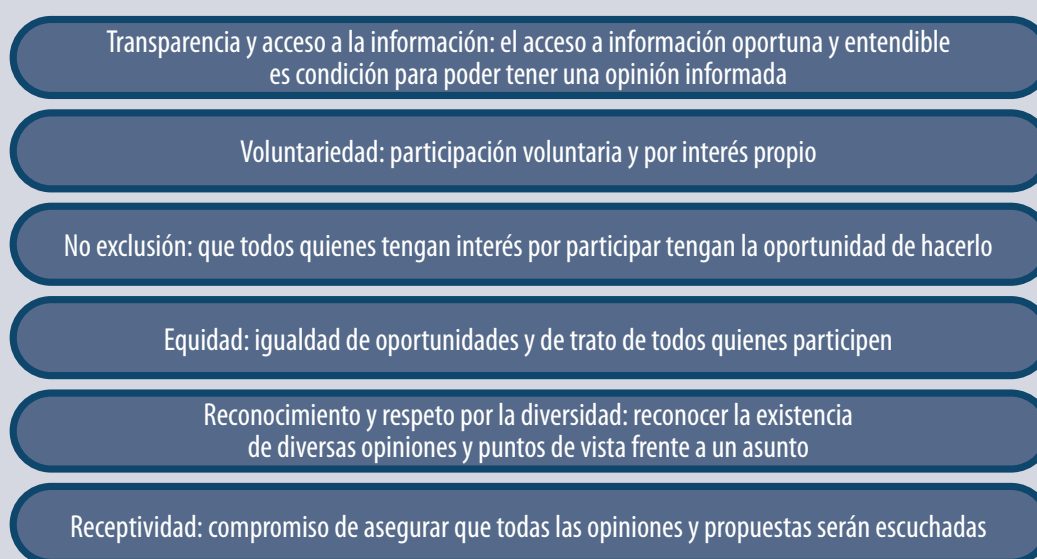 Transparencia y acceso a la información: el acceso a información oportuna y entendible
es condición para poder tener una opinión informada
Voluntariedad: participación voluntaria y por interés propio
No exclusión: que todos quienes tengan interés por participar tengan la oportunidad de hacerlo
Equidad: igualdad de oportunidades y de trato de todos quienes participen
Reconocimiento y respeto por la diversidad: reconocer la existencia
de diversas opiniones y puntos de vista frente a un asunto
Receptividad: compromiso de asegurar que todas las opiniones y propuestas serán escuchadas